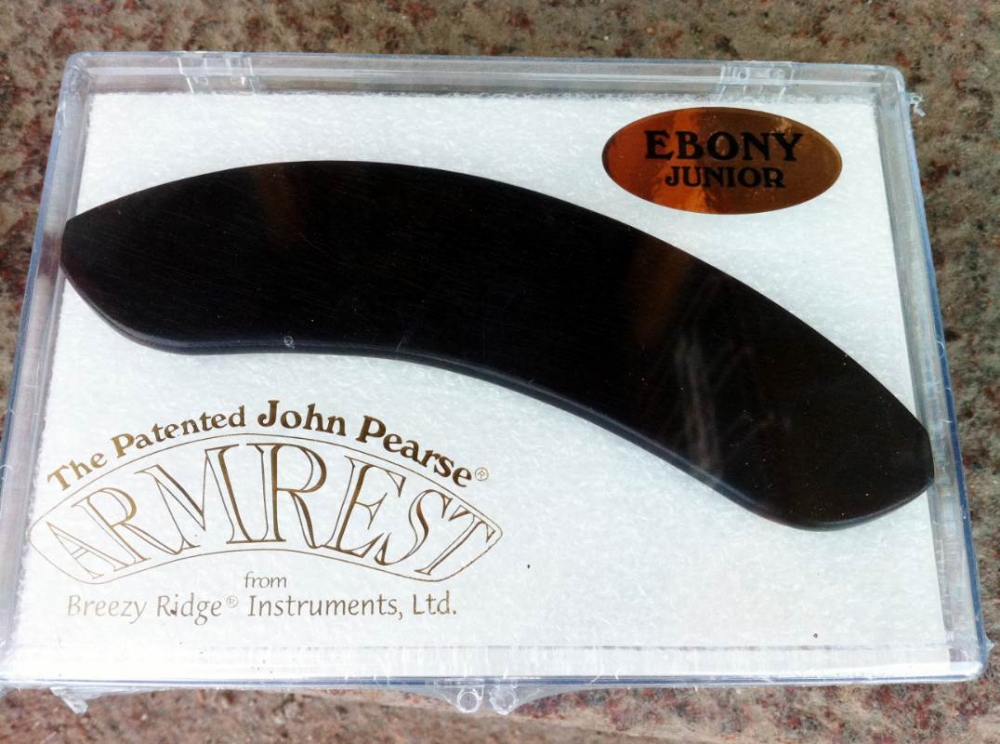 EBONY
JUNIOR
The Patented John Pearse®
ARMREST
from
Breezy Ridge® Instruments, Ltd.